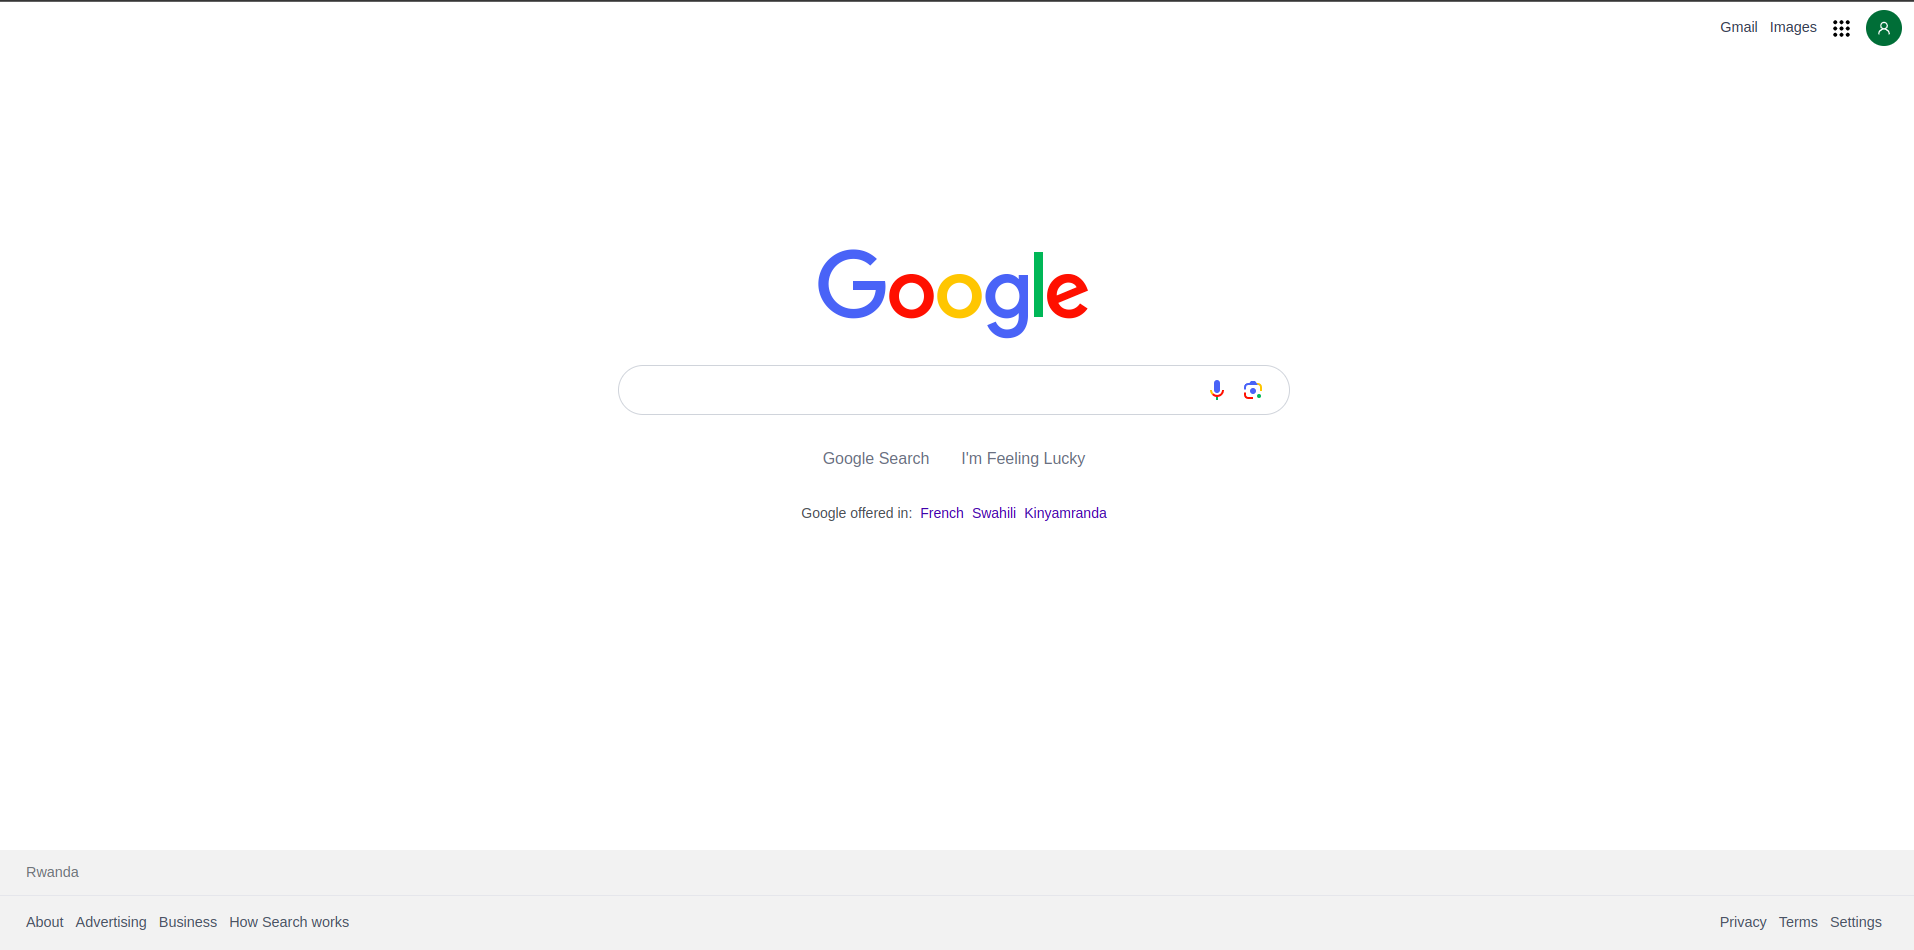 Gmail Images
Google
Google Search I'm Feeling Lucky
Google offered in: French Swahili Kinyamranda
Rwanda
About Advertising Business How Search works
Privacy Terms Settings